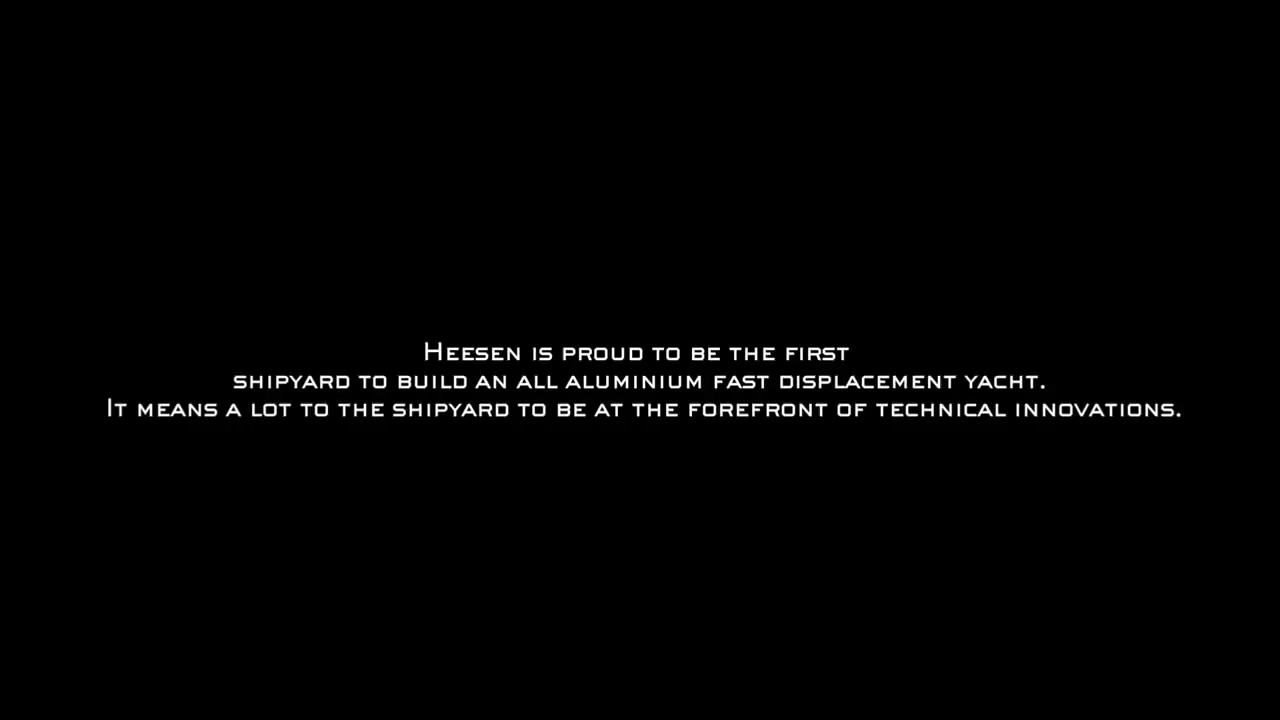 Heesen is proud to be the first
shipyard to build an all aluminium fast displacement yacht.
It means a lot to the shipyard to be at the forefront of technical innovations.